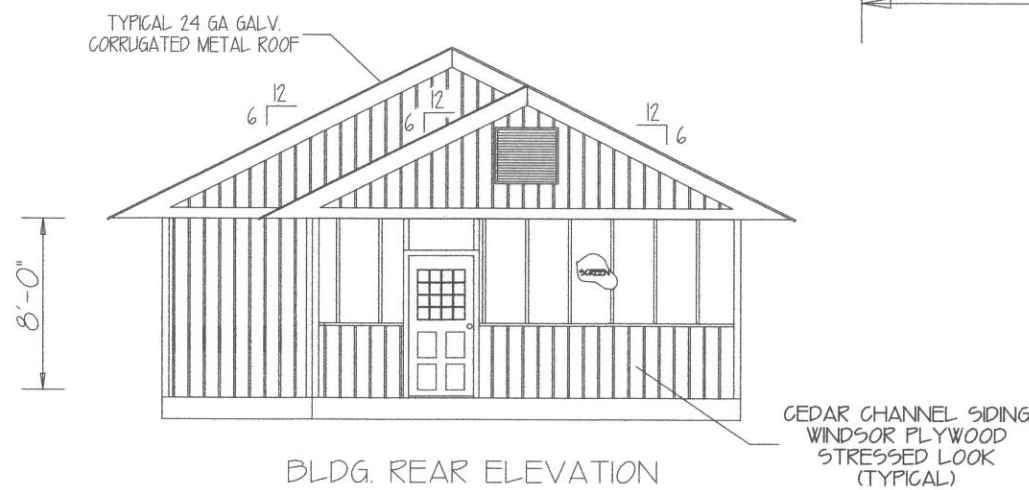 TYPICAL 24 GA GALV.
CORRUGATED METAL ROOF
12
6
12
6
12
6
SCREEN
8'-0"
CEDAR CHANNEL SIDING
WINDSOR PLYWOOD
STRESSED LOOK
(TYPICAL)
BLDG. REAR ELEVATION